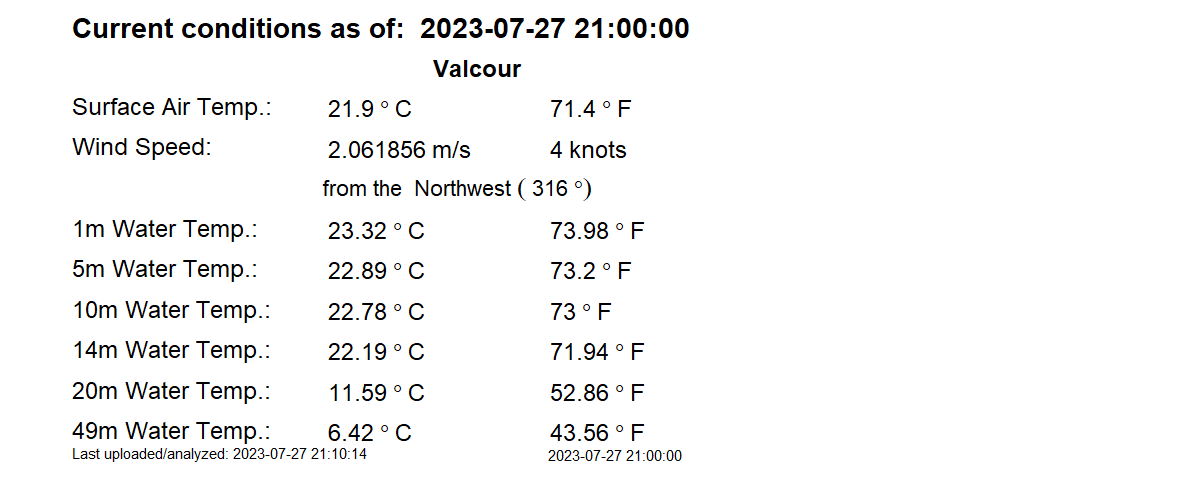 Current conditions as of:  2023-07-27 21:00:00
Valcour
Surface Air Temp.: 21.9 ° C 71.4 ° F
Wind Speed: 2.061856 m/s 4 knots
from the  Northwest ( 316 °)
1m Water Temp.: 23.32 ° C 73.98 ° F
5m Water Temp.: 22.89 ° C 73.2 ° F
10m Water Temp.: 22.78 ° C 73 ° F
14m Water Temp.: 22.19 ° C 71.94 ° F
20m Water Temp.: 11.59 ° C 52.86 ° F
49m Water Temp.: 6.42 ° C 43.56 ° F
Last uploaded/analyzed: 2023-07-27 21:10:14 2023-07-27 21:00:00